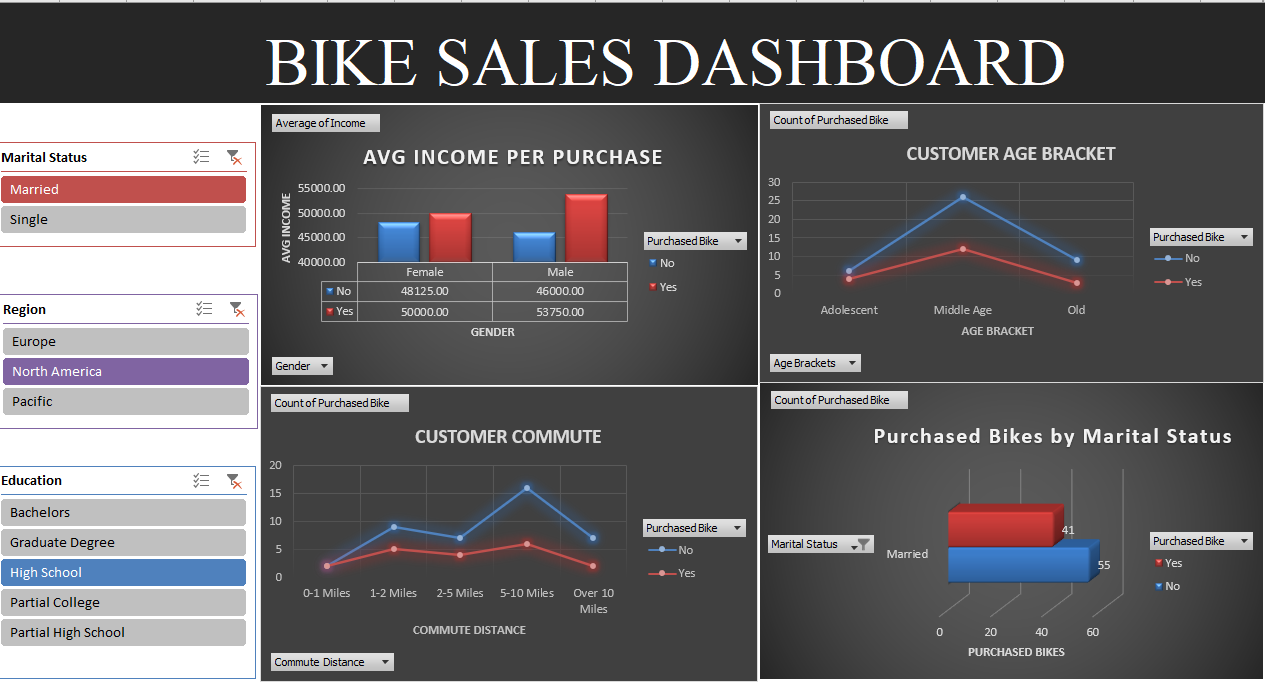 BIKE SALES DASHBOARD
Marital Status
Married
Single
Region
Europe
North America
Pacific
Education
Bachelors
Graduate Degree
High School
Partial College
Partial High School
Average of Income
AVG INCOME PER PURCHASE
AVG INCOME
55000.00
50000.00
45000.00
40000.00
Female Male
No 48125.00 46000.00
Yes 50000.00 53750.00
GENDER
Purchased Bike
No
Yes
Gender
Count of Purchased Bike
CUSTOMER AGE BRACKET
30
25
20
15
10
5
0
Adolescent Middle Age Old
AGE BRACKET
Purchased Bike
No
Yes
Age Brackets
Count of Purchased Bike
CUSTOMER COMMUTE
20
15
10
5
0
0-1 Miles 1-2 Miles 2-5 Miles 5-10 Miles Over 10
Miles
COMMUTE DISTANCE
Purchased Bike
No
Yes
Commute Distance
Count of Purchased Bike
Purchased Bikes by Marital Status
Marital Status
Married
41
55
0 20 40 60
PURCHASED BIKES
Purchased Bike
Yes
No